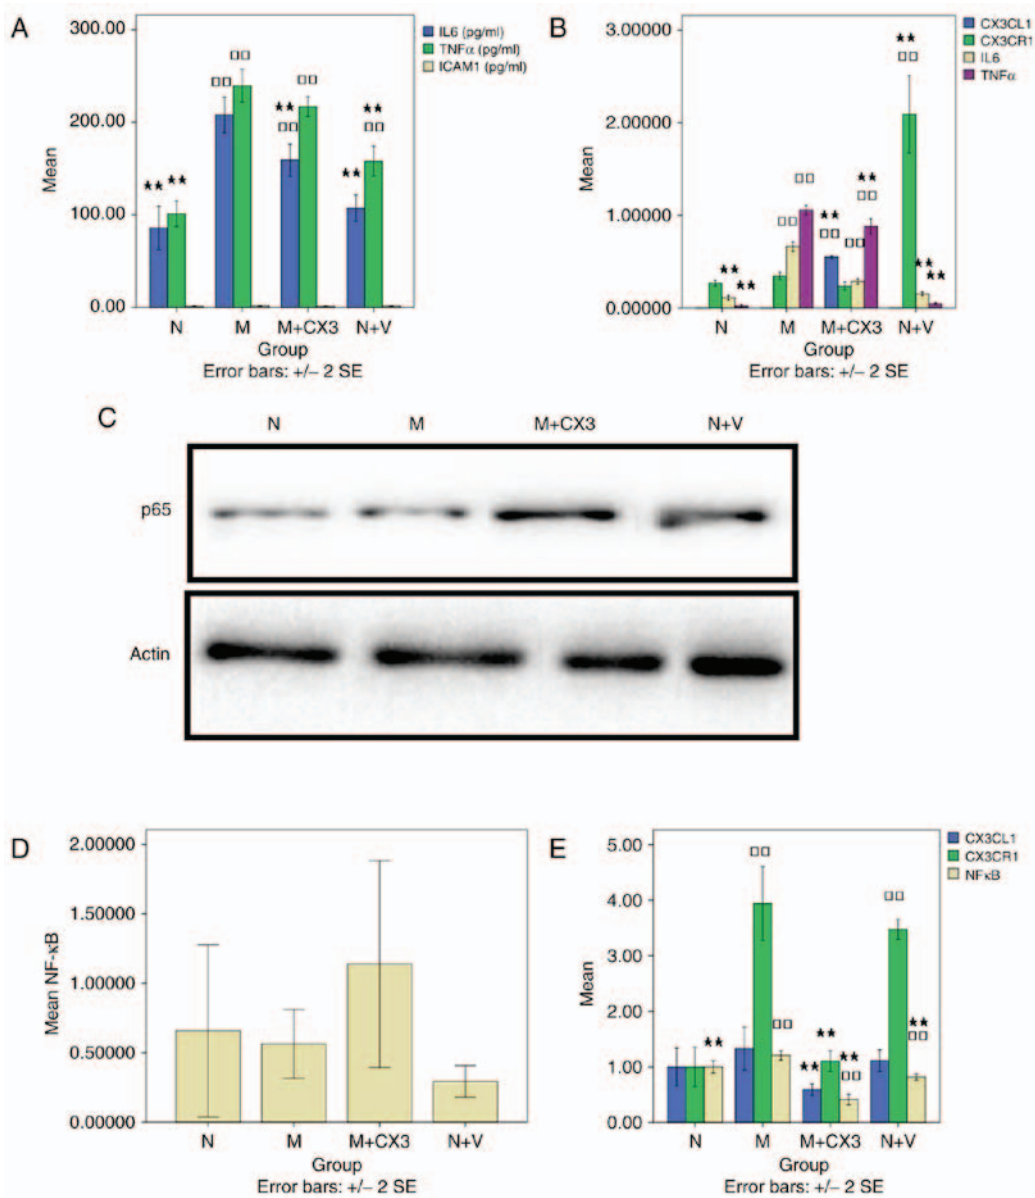 A
300.00
200.00
100.00
0.00
Mean
IL6 (pg/ml)
TNFα (pg/ml)
ICAM1 (pg/ml)
★★ ★★
□□ □□
★★ □□
□□
★★
★★
□□
N M M+CX3 N+V
Group
Error bars: +/− 2 SE
B
3.00000
2.00000
1.00000
0.00000
Mean
CX3CL1
CX3CR1
IL6
TNFα
★★
★★
□□
□□
★★
□□
□□
★★
□□
★★
□□
★★
★★
N M M+CX3 N+V
Group
Error bars: +/− 2 SE
C
N M M+CX3 N+V
p65
Actin
D
2.00000
1.50000
1.00000
0.50000
0.00000
Mean NF-κB
N M M+CX3 N+V
Group
Error bars: +/− 2 SE
E
5.00
4.00
3.00
2.00
1.00
0.00
Mean
CX3CL1
CX3CR1
NFκB
★★
□□
□□
★★
★★
★★
□□
□□
★★
□□
N M M+CX3 N+V
Group
Error bars: +/− 2 SE